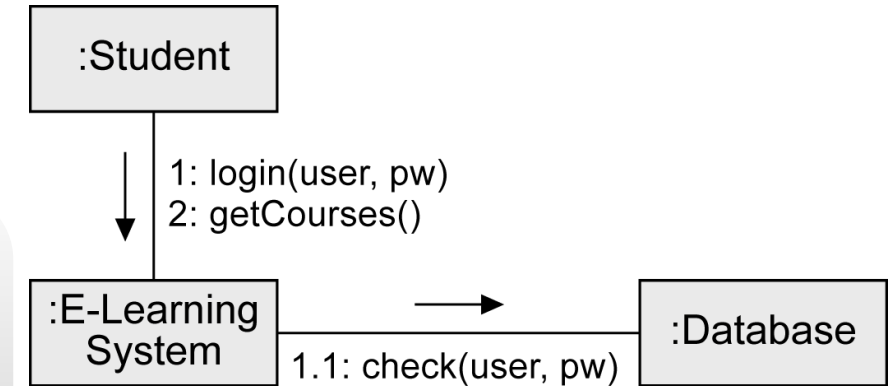 :Student
1: login(user, pw)
2: getCourses()
:E-Learning
System
:Database
1.1: check(user, pw)